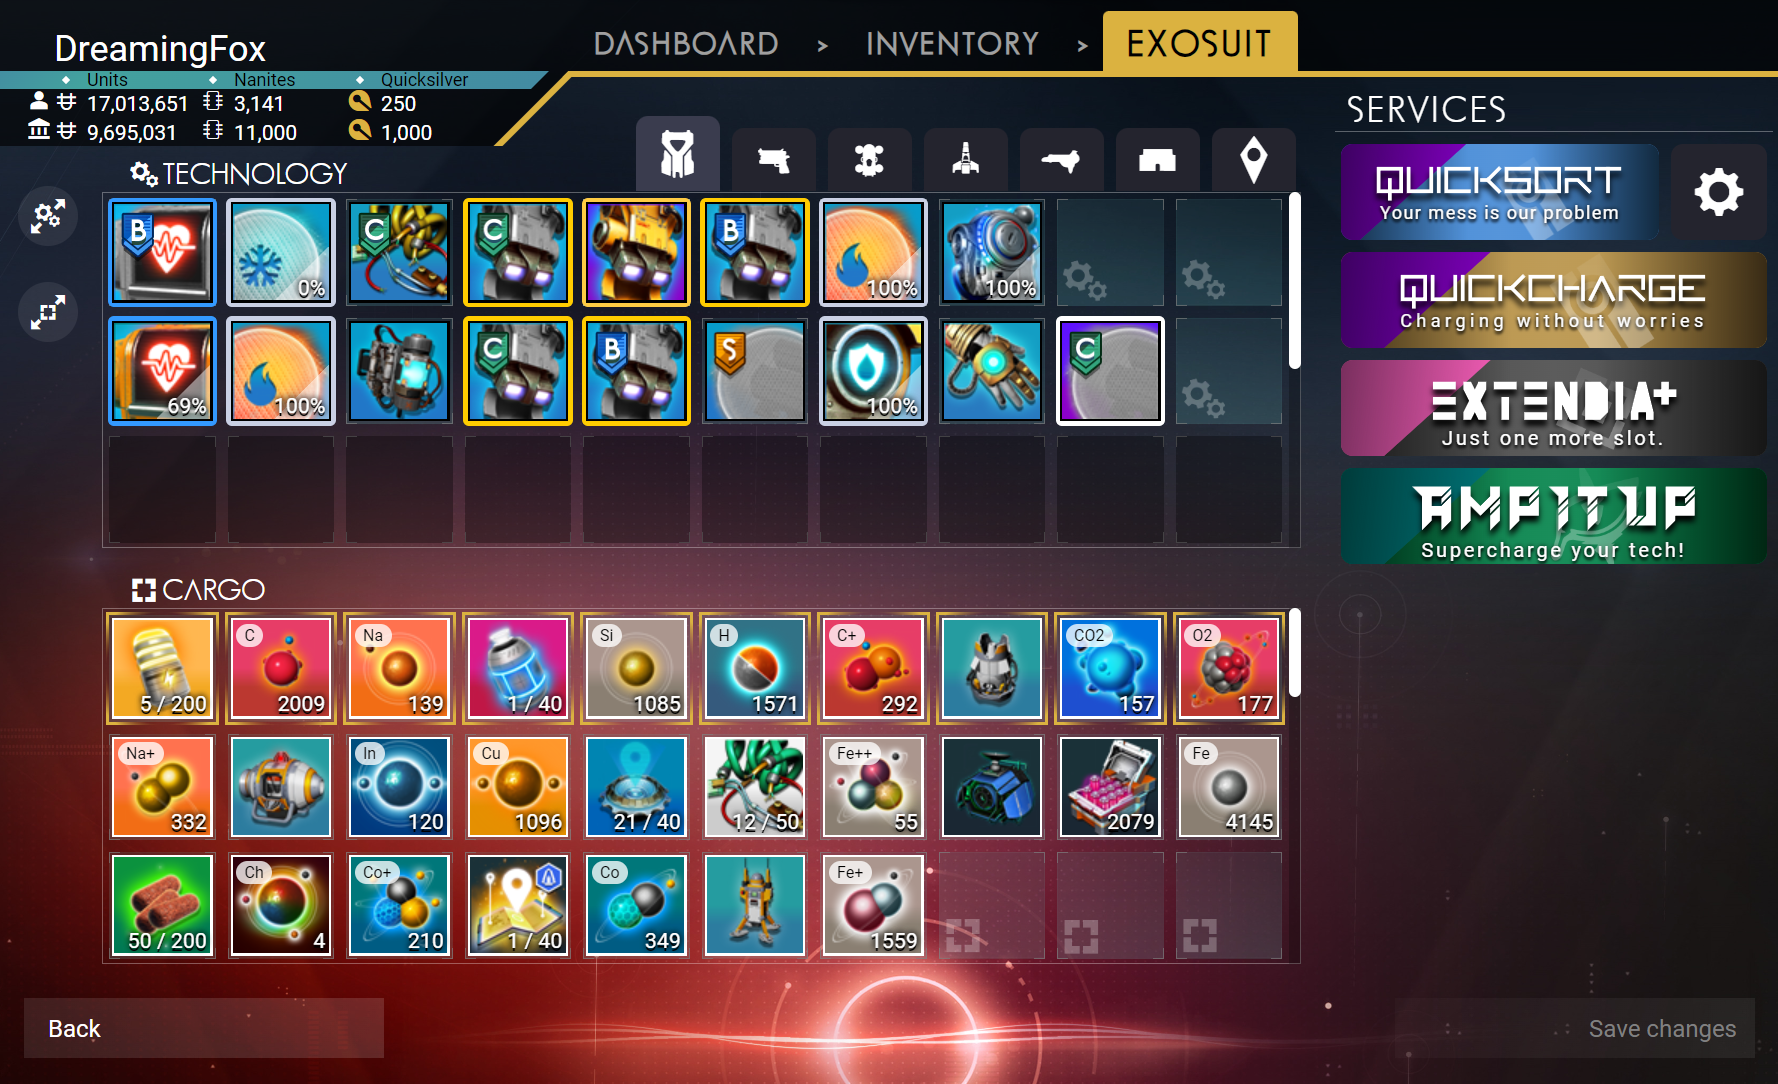 DreamingFox
Units
Nanites
Quicksilver
17,013,651
3,141
250
9,695,031
11,000
1,000
DASHBOARD > INVENTORY > EXOSUIT
TECHNOLOGY
B
0%
C
C
B
100%
100%
69%
100%
C
B
S
100%
C
CARGO
5 / 200
C
2009
Na
139
1 / 40
Si
1085
H
1571
C+
292
CO2
157
O2
177
Na+
332
In
120
Cu
1096
21 / 40
12 / 50
Fe++
55
2079
Fe
4145
50 / 200
Ch
4
Co+
210
1 / 40
Co
349
Fe+
1559
SERVICES
QUICKSORT
Your mess is our problem
QUICKCHARGE
Charging without worries
EXTENDIA+
Just one more slot.
AMP IT UP
Supercharge your tech!
Back
Save changes